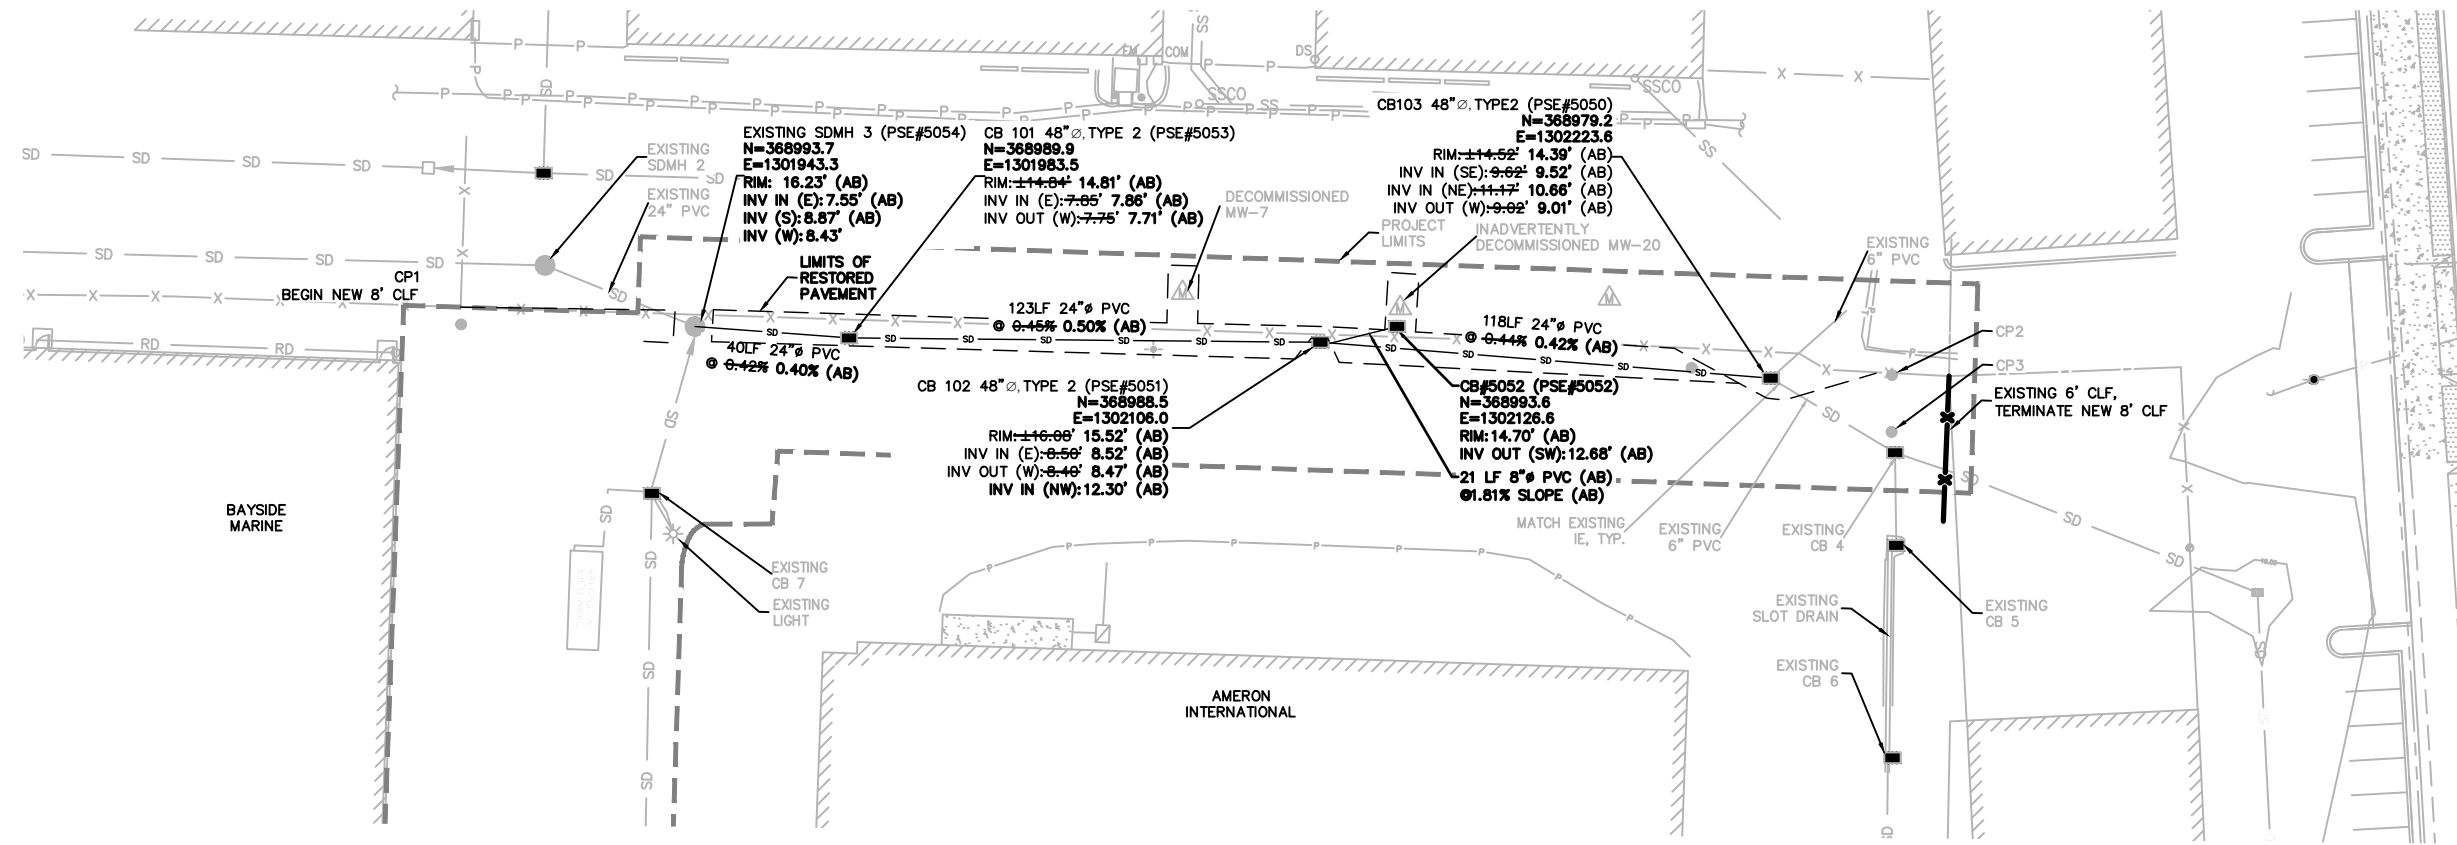 EM
COM
SS
DS
SSCO
SSCO
SS
SS
EXISTING
SDMH 2
EXISTING
24" PVC
EXISTING SDMH 3 (PSE#5054)
N=368993.7
E=1301943.3
RIM: 16.23' (AB)
INV IN (E): 7.55' (AB)
INV (S): 8.87' (AB)
INV (W): 8.43'
CB 101 48"∅, TYPE 2 (PSE#5053)
N=368989.9
E=1301983.5
RIM: ±14.84' 14.81' (AB)
INV IN (E): 7.85' 7.86' (AB)
INV OUT (W): 7.75' 7.71' (AB)
CB103 48"∅, TYPE2 (PSE#5050)
N=368979.2
E=1302223.6
RIM: ±14.52' 14.39' (AB)
INV IN (SE): 9.62' 9.52' (AB)
INV IN (NE): 11.17' 10.66' (AB)
INV OUT (W): 9.02' 9.01' (AB)
DECOMMISSIONED
MW-7
PROJECT
LIMITS
INADVERTENTLY
DECOMMISSIONED MW-20
EXISTING
6" PVC
LIMITS OF
RESTORED
PAVEMENT
CP1
BEGIN NEW 8' CLF
123LF 24"ø PVC
@ 0.45% 0.50% (AB)
118LF 24"ø PVC
@ 0.44% 0.42% (AB)
40LF 24"ø PVC
@ 0.42% 0.40% (AB)
CP2
CP3
EXISTING 6' CLF,
TERMINATE NEW 8' CLF
CB 102 48"∅, TYPE 2 (PSE#5051)
N=368988.5
E=1302106.0
RIM: ±16.08' 15.52' (AB)
INV IN (E): 8.50' 8.52' (AB)
INV OUT (W): 8.40' 8.47' (AB)
INV IN (NW): 12.30' (AB)
CB#5052 (PSE#5052)
N=368993.6
E=1302126.6
RIM: 14.70' (AB)
INV OUT (SW): 12.68' (AB)
21 LF 8"ø PVC (AB)
@1.81% SLOPE (AB)
MATCH EXISTING
IE, TYP.
EXISTING
6" PVC
EXISTING
CB 4
BAYSIDE
MARINE
EXISTING
CB 7
EXISTING
LIGHT
EXISTING
SLOT DRAIN
EXISTING
CB 5
EXISTING
CB 6
AMERON
INTERNATIONAL